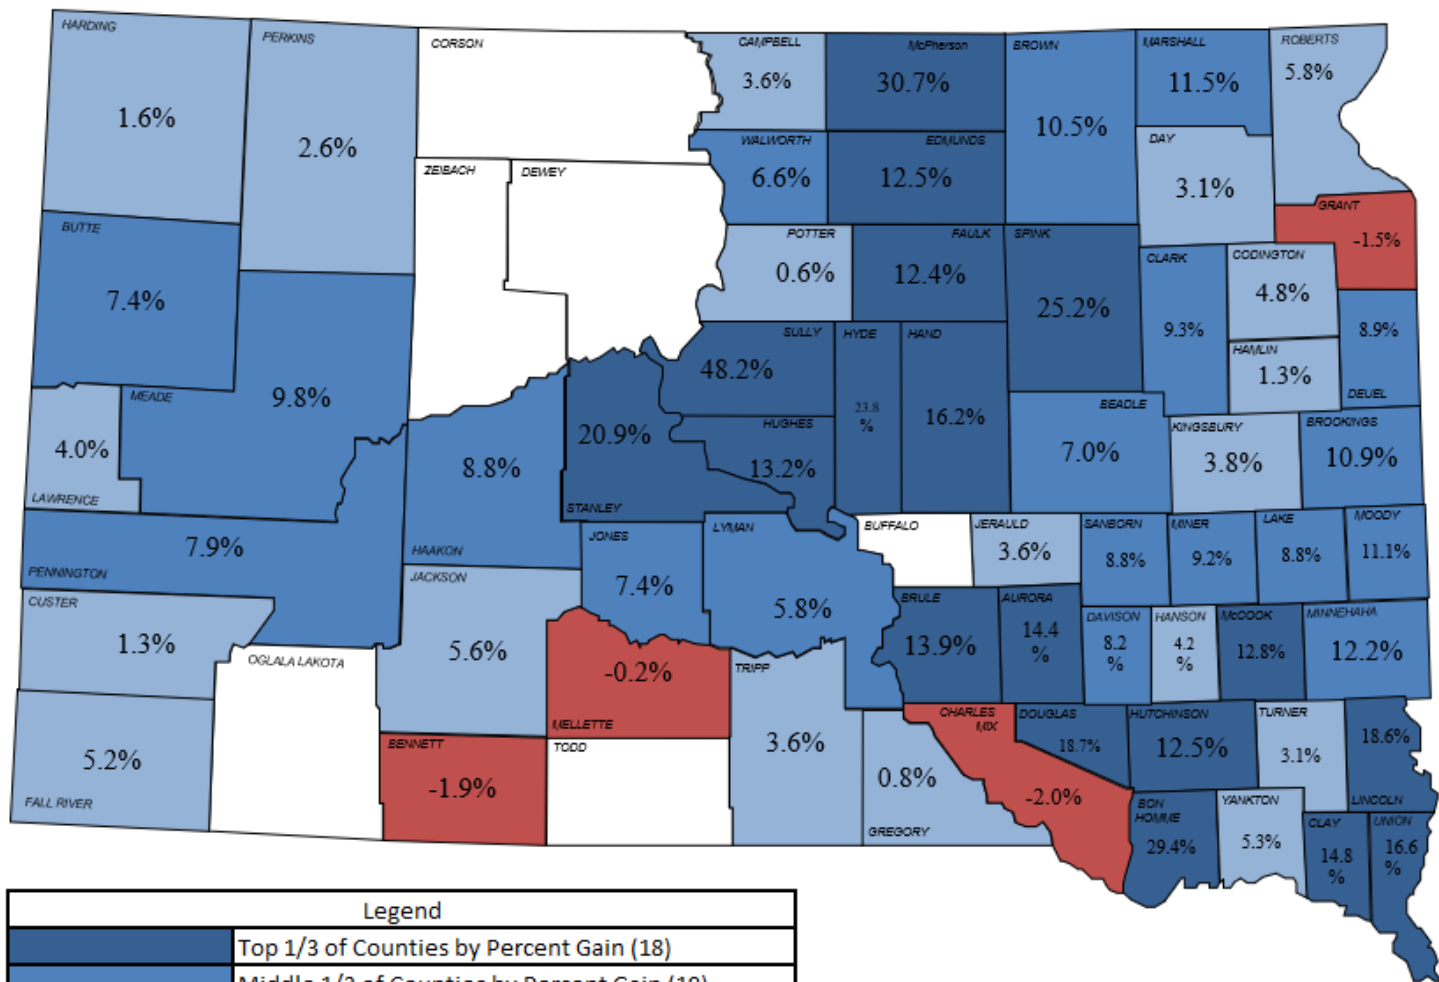 HARDING
1.6%
PERKINS
2.6%
CORSON
CAMPBELL
3.6%
McPherson
30.7%
BROWN
10.5%
MARSHALL
11.5%
ROBERTS
5.8%
WALWORTH
6.6%
EDMUNDS
12.5%
DAY
3.1%
ZEIBACH
DEWEY
BUTTE
7.4%
POTTER
0.6%
FAULK
12.4%
SPINK
25.2%
GRANT
-1.5%
CLARK
9.3%
CODINGTON
4.8%
HAMLIN
1.3%
8.9%
DEUEL
MEADE
9.8%
SULLY
48.2%
HYDE
23.8
%
HAND
16.2%
4.0%
LAWRENCE
8.8%
HAAKON
20.9%
STANLEY
HUGHES
13.2%
BEADLE
7.0%
KINGSBURY
3.8%
BROOKINGS
10.9%
7.9%
PENNINGTON
JONES
7.4%
LYMAN
5.8%
BUFFALO
JERAULD
3.6%
SANBORN
8.8%
MINER
9.2%
LAKE
8.8%
MOODY
11.1%
CUSTER
1.3%
JACKSON
5.6%
OGLALA LAKOTA
-0.2%
MELLETTE
BRULE
13.9%
AURORA
14.4
%
DAVISON
8.2
%
HANSON
4.2
%
McCOOK
12.8%
MINNEHAHA
12.2%
5.2%
FALL RIVER
BENNETT
-1.9%
TODD
TRIPP
3.6%
0.8%
GREGORY
CHARLES
MIX
-2.0%
DOUGLAS
18.7%
HUTCHINSON
12.5%
TURNER
3.1%
18.6%
LINCOLN
BON
HOMME
29.4%
YANKTON
5.3%
CLAY
14.8
%
UNION
16.6
%
Legend
Top 1/3 of Counties by Percent Gain (18)
Middle 1/3 of Counties by Percent Gain (19)